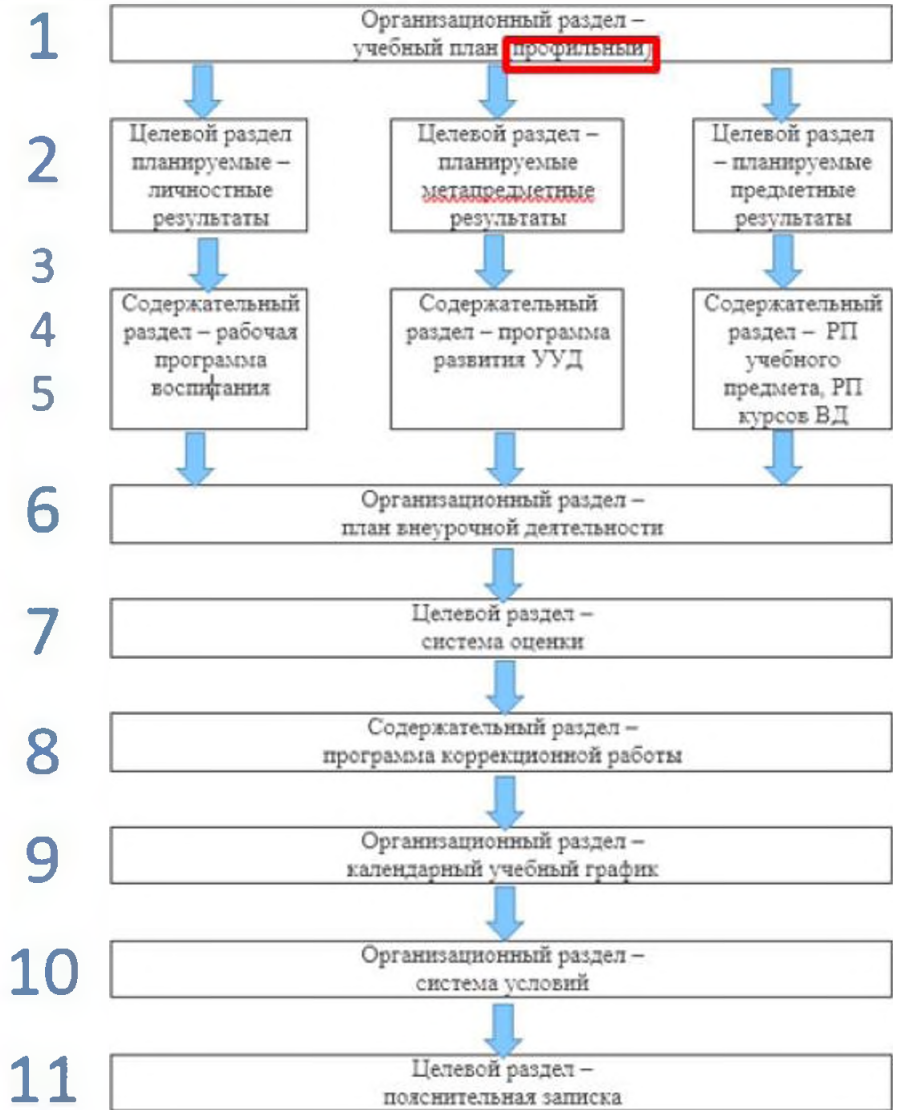 1
Организационный раздел –
учебный план (профильный)
2
Целевой раздел
планируемые –
личностные
результаты
Целевой раздел –
планируемые
метапредметные
результаты
Целевой раздел
– планируемые
предметные
результаты
3
4
5
Содержательный
раздел – рабочая
программа
воспитания
Содержательный
раздел – программа
развития УУД
Содержательный
раздел – РП
учебного
предмета, РП
курсов ВД
6
Организационный раздел –
план внеурочной деятельности
7
Целевой раздел –
система оценки
8
Содержательный раздел –
программа коррекционной работы
9
Организационный раздел –
календарный учебный график
10
Организационный раздел –
система условий
11
Целевой раздел –
пояснительная записка